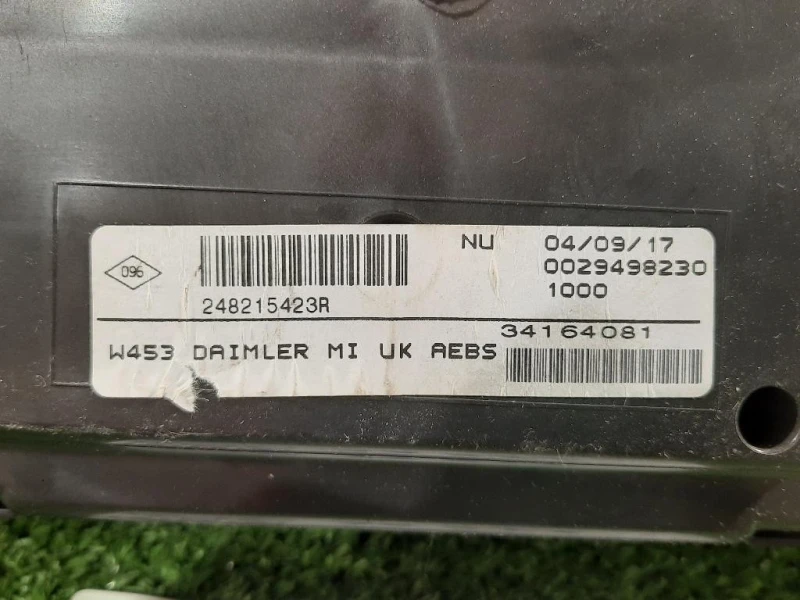 096
NU 04/09/17
0029498230
248215423R
1000
34164081
W453 DAIMLER MI UK AEBS